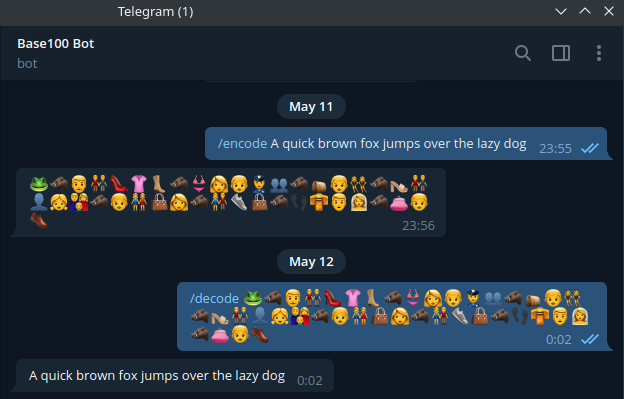 Telegram (1)
Base100 Bot
bot
May 11
/encode A quick brown fox jumps over the lazy dog 23:55
🐸🐗👨👬👠👚👢🐗👙👩👦👮👥🐗👝👦👯🐗👡👬
👤👧👪🐗👦👭👜👩🐗👫👟👜🐗👣👘👱👰🐗👛👦
👞 23:56
May 12
/decode 🐸🐗👨👬👠👚👢🐗👙👩👦👮👥🐗👝👦👯
🐗👡👬👤👧👪🐗👦👭👜👩🐗👫👟👜🐗👣👘👱👰
🐗👛👦👞 0:02
A quick brown fox jumps over the lazy dog 0:02